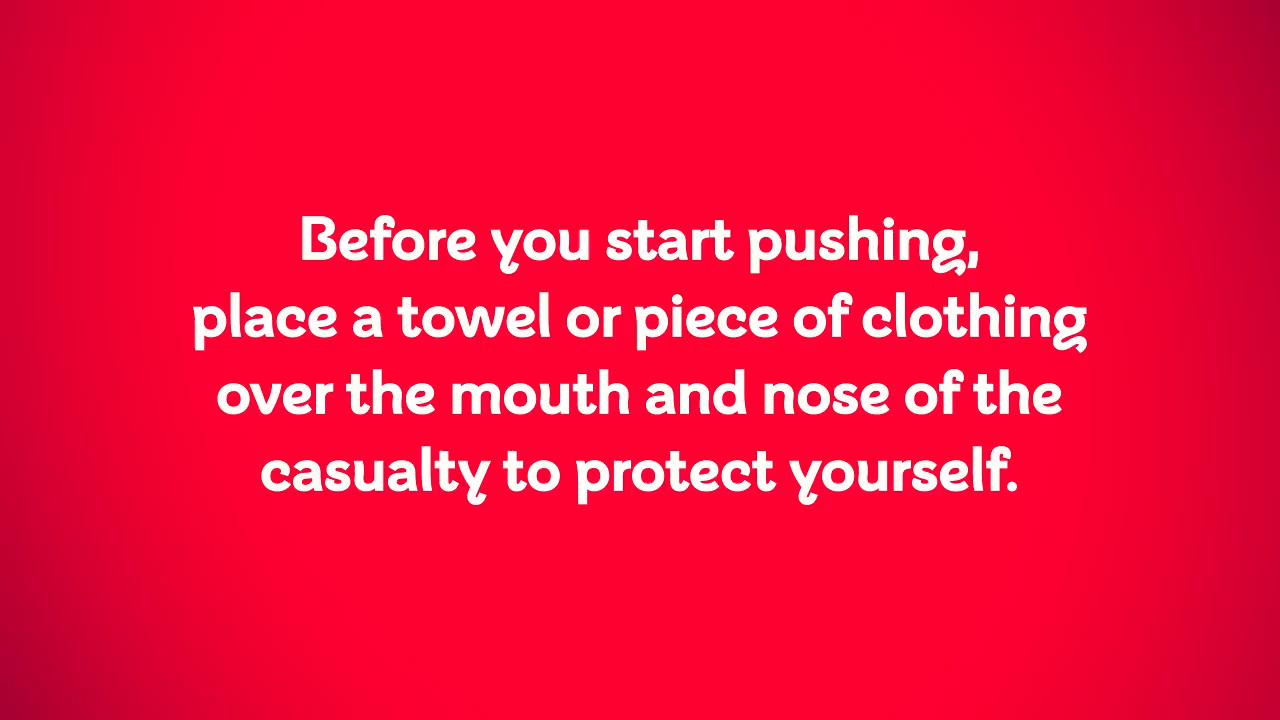 Before you start pushing,
place a towel or piece of clothing
over the mouth and nose of the
casualty to protect yourself.